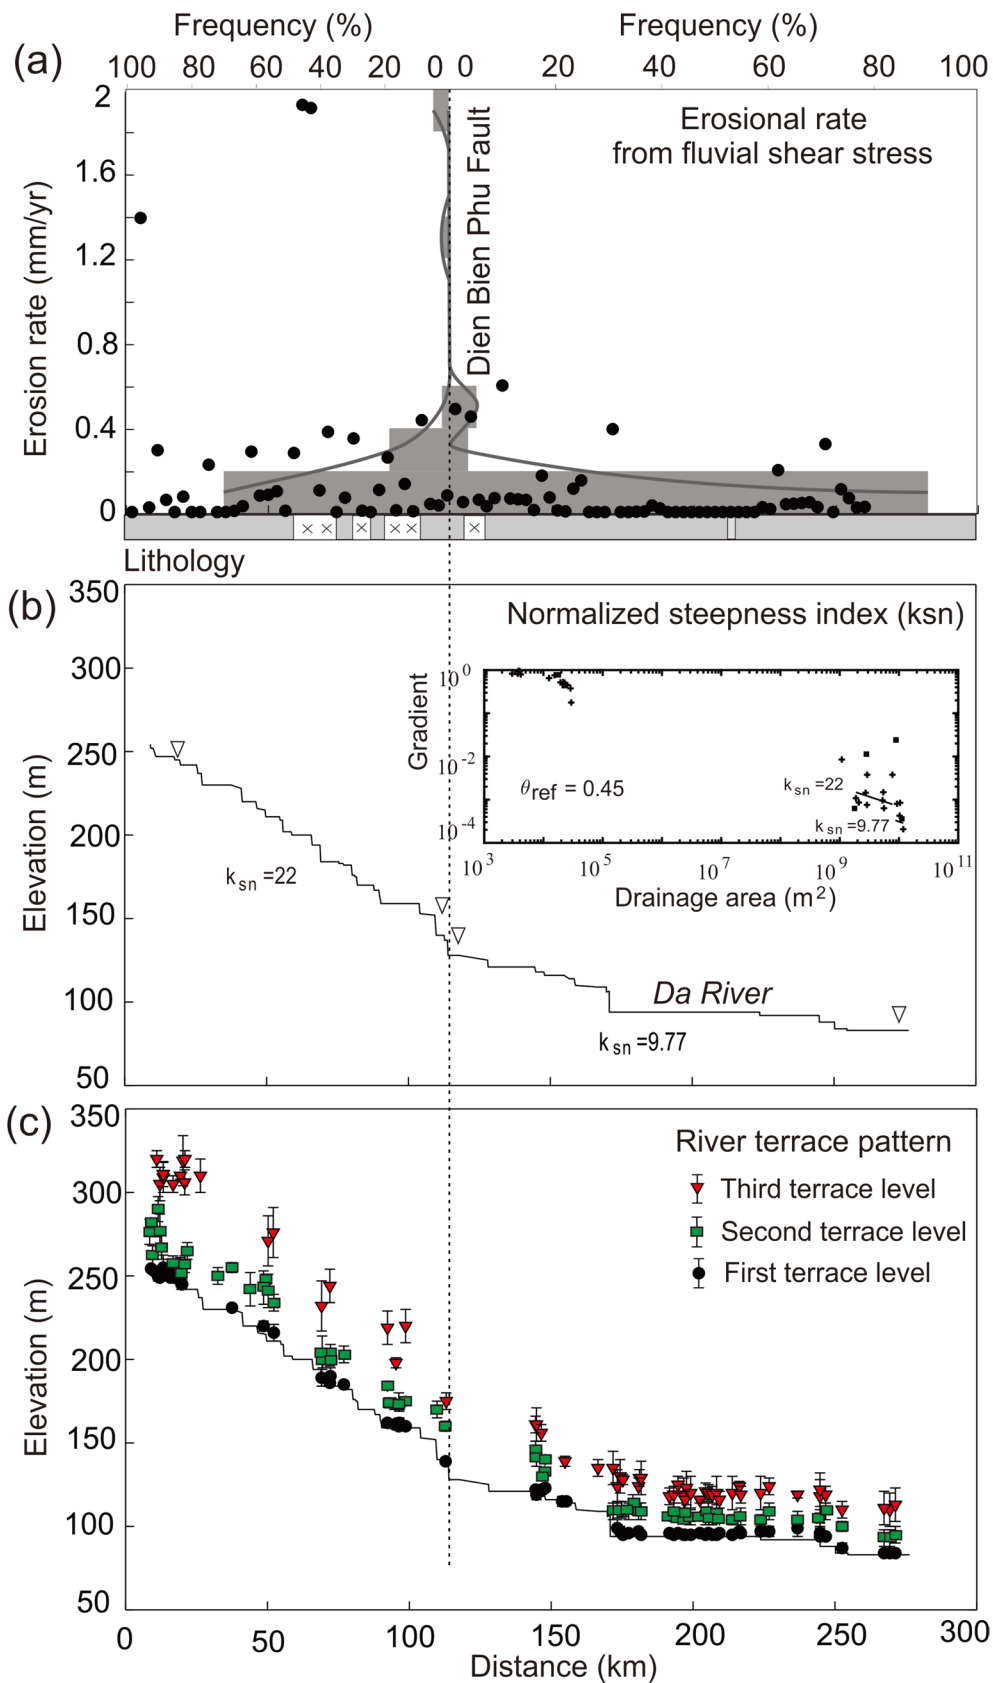 Frequency (%) Frequency (%)
(a)
100 80 60 40 20 0 0 20 40 60 80 100
2
1.6
1.2
0.8
0.4
0
Erosion rate (mm/yr)
Erosional rate
from fluvial shear stress
Dien Bien Phu Fault
Lithology
(b)
350
300
250
200
150
100
50
Elevation (m)
Normalized steepness index (ksn)
Gradient
10⁰
10⁻²
10⁻⁴
θref = 0.45
ksn=22
ksn=9.77
10³ 10⁵ 10⁷ 10⁹ 10¹¹
Drainage area (m²)
ksn =22
Da River
ksn =9.77
(c)
350
300
250
200
150
100
50
Elevation (m)
River terrace pattern
Third terrace level
Second terrace level
First terrace level
0 50 100 150 200 250 300
Distance (km)